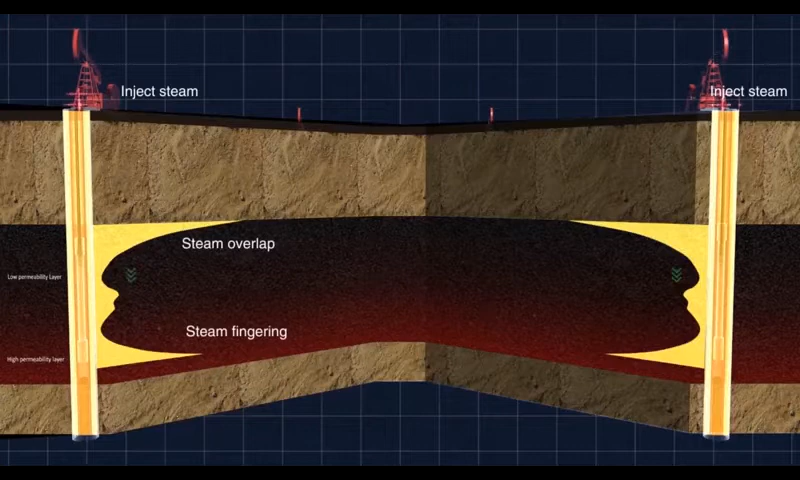 Inject steam
Inject steam
Steam overlap
Low permeability Layer
Steam fingering
High permeability layer